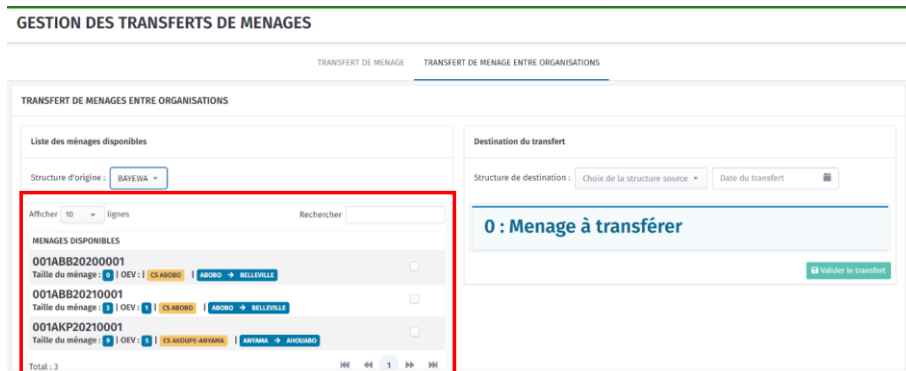 GESTION DES TRANSFERTS DE MENAGES
TRANSFERT DE MENAGE TRANSFERT DE MENAGE ENTRE ORGANISATIONS
TRANSFERT DE MENAGES ENTRE ORGANISATIONS
Liste des ménages disponibles
Structure d'origine : BAYEWA
Afficher 10 lignes Rechercher
MENAGES DISPONIBLES
001ABB20200001
Taille du ménage : 0 | OEV : | CS ABOBO | ABOBO → BELLEVILLE
001ABB20210001
Taille du ménage : 3 | OEV : 1 | CS ABOBO | ABOBO → BELLEVILLE
001AKP20210001
Taille du ménage : 9 | OEV : 5 | CS AKOUPE-ANYAMA | ANYAMA → AHOUABO
Total : 3 1
Destination du transfert
Structure de destination : Choix de la structure source Date du transfert
0 : Menage à transférer
Valider le transfert